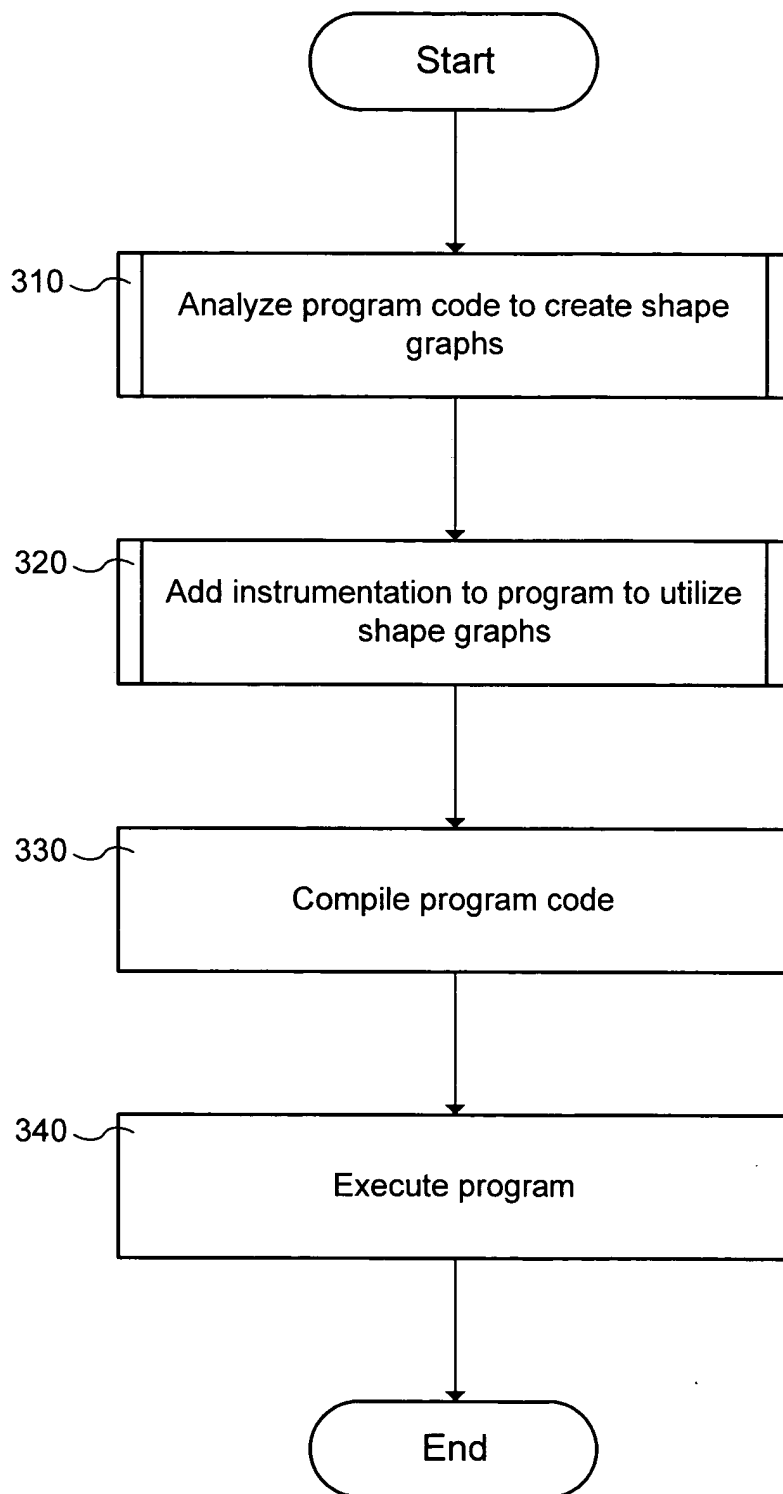 Start
310
Analyze program code to create shape
graphs
320
Add instrumentation to program to utilize
shape graphs
330
Compile program code
340
Execute program
End